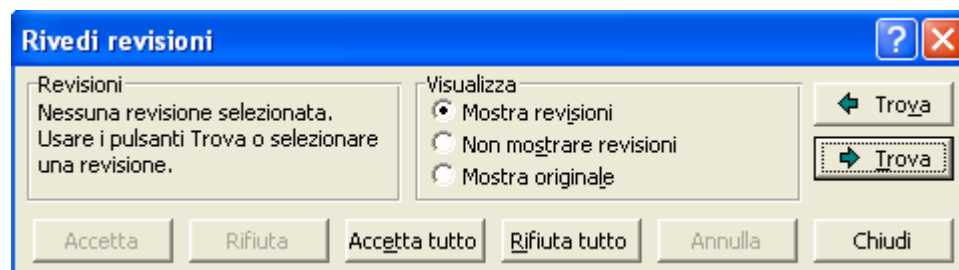 Rivedi revisioni
Revisioni
Nessuna revisione selezionata.
Usare i pulsanti Trova o selezionare
una revisione.
Visualizza
Mostra revisioni
Non mostrare revisioni
Mostra originale
Trova
Trova
Accetta
Rifiuta
Accetta tutto
Rifiuta tutto
Annulla
Chiudi